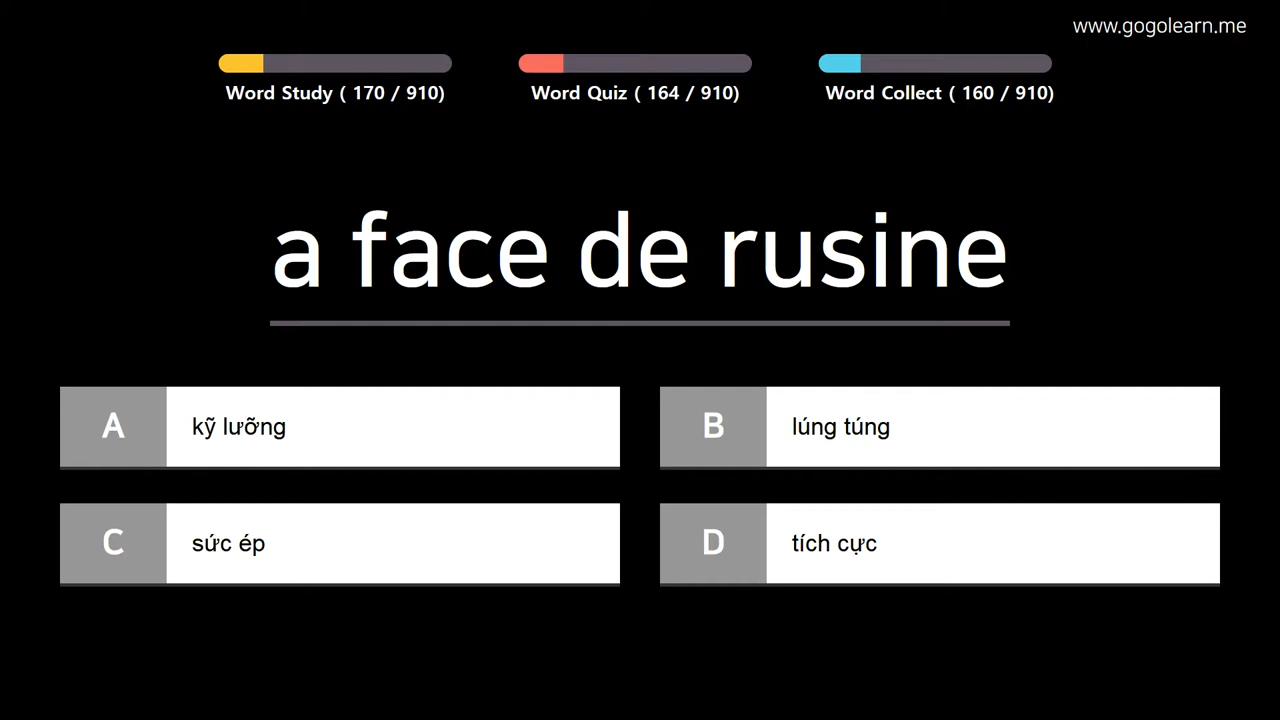 www.gogolearn.me
Word Study ( 170 / 910)
Word Quiz ( 164 / 910)
Word Collect ( 160 / 910)
a face de rusine
A kỹ lưỡng
B lúng túng
C sức ép
D tích cực